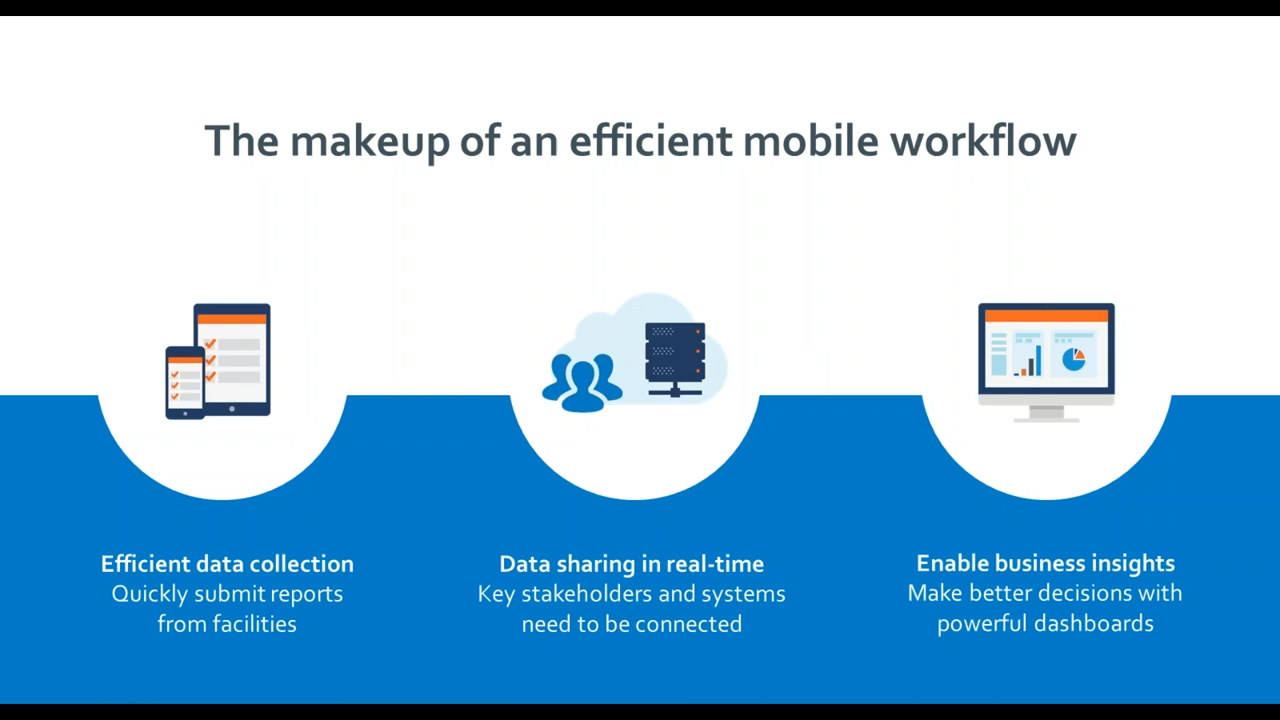 The makeup of an efficient mobile workflow
Efficient data collection
Quickly submit reports
from facilities
Data sharing in real-time
Key stakeholders and systems
need to be connected
Enable business insights
Make better decisions with
powerful dashboards